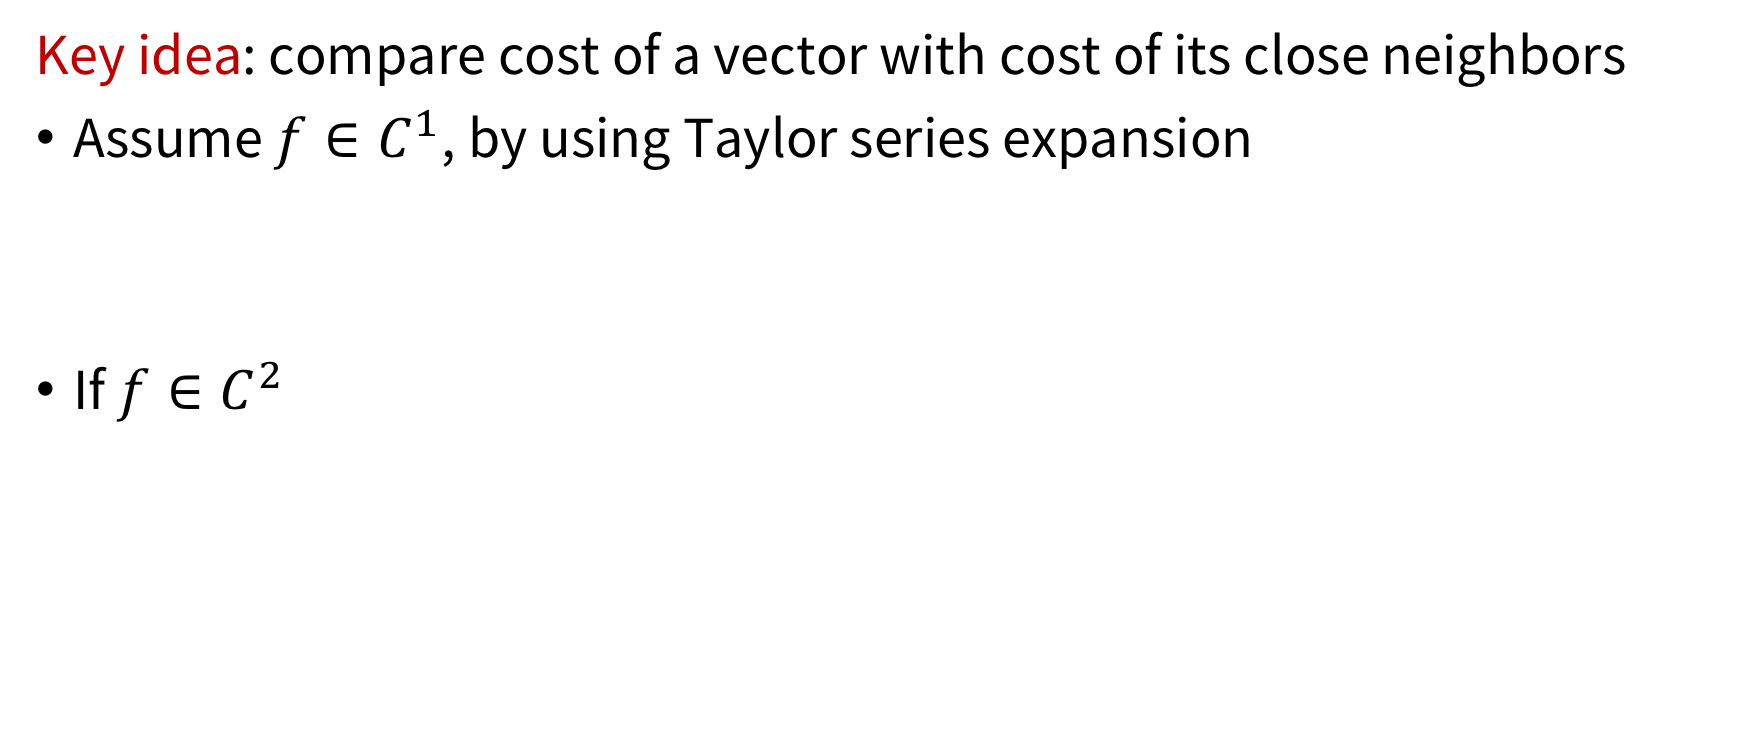 Key idea: compare cost of a vector with cost of its close neighbors
• Assume f ∈ C¹, by using Taylor series expansion
• If f ∈ C²